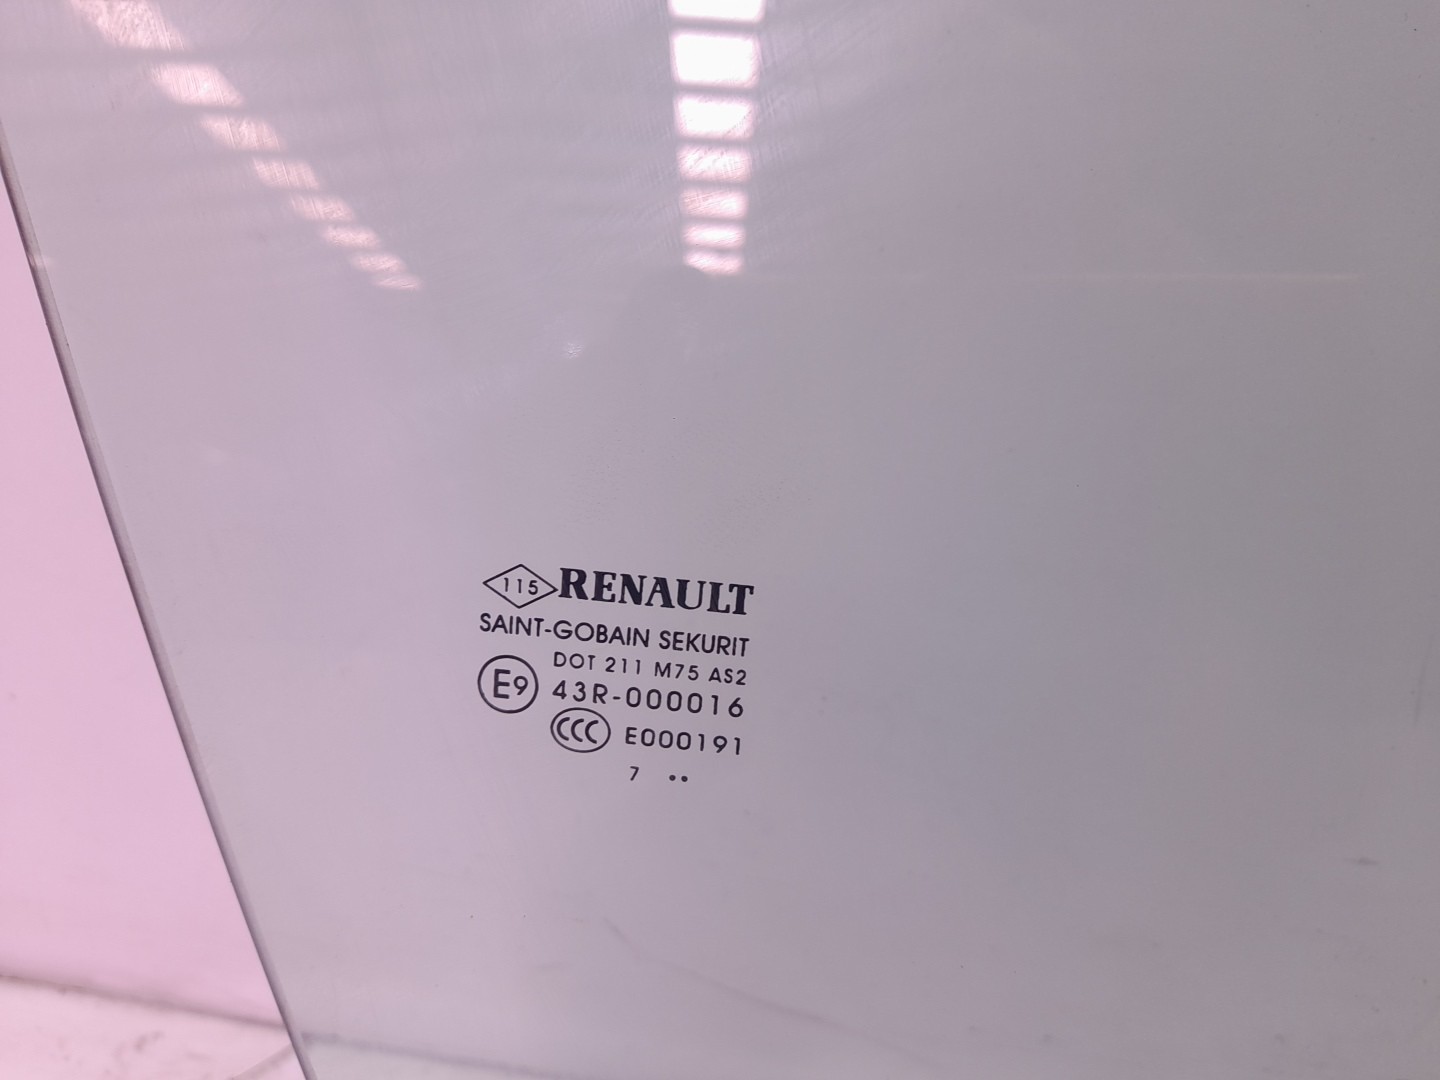 115 RENAULT
SAINT-GOBAIN SEKURIT
DOT 211 M75 AS2
E9 43R-000016
CCC E000191
7 ..